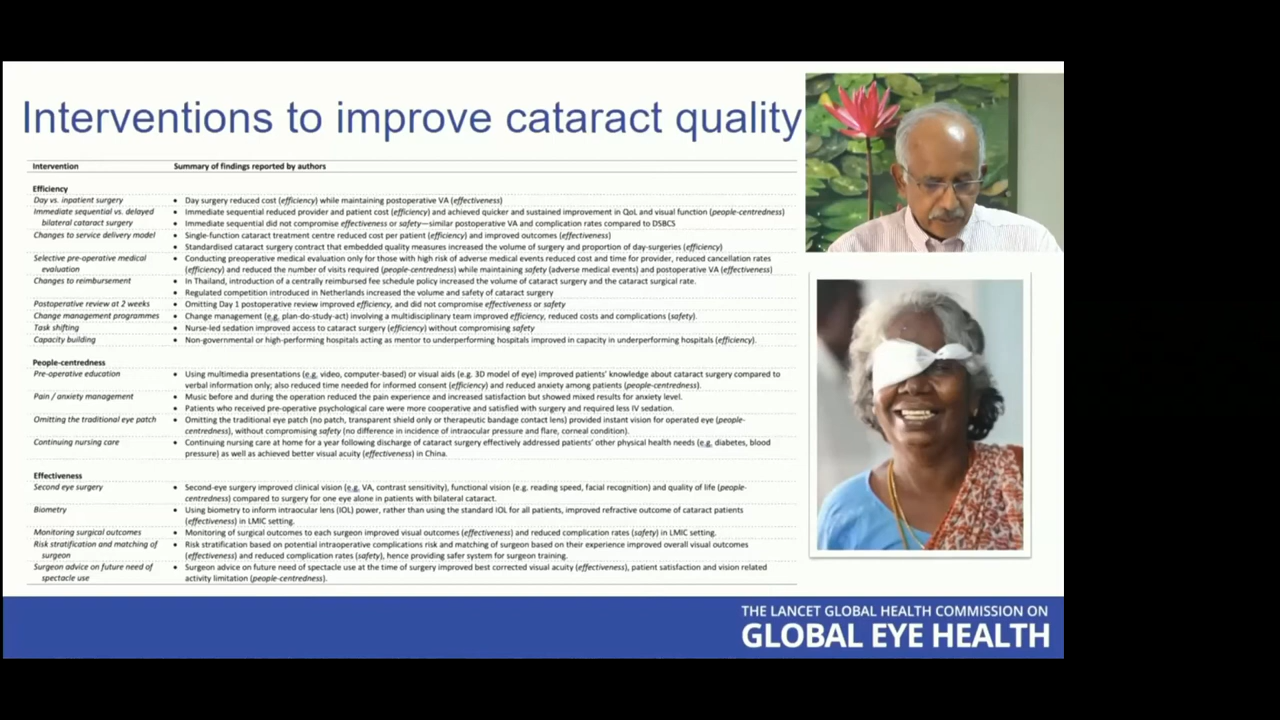 Interventions to improve cataract quality
Intervention Summary of findings reported by authors
Efficiency
Day vs. inpatient surgery • Day surgery reduced cost (efficiency) while maintaining postoperative VA (effectiveness)
Immediate sequential vs. delayed • Immediate sequential reduced provider and patient cost (efficiency) and achieved quicker and sustained improvement in QoL and visual function (people-centredness)
bilateral cataract surgery • Immediate sequential did not compromise effectiveness or safety—similar postoperative VA and complication rates compared to DSBCS
Changes to service delivery model • Single-function cataract treatment centre reduced cost per patient (efficiency) and improved outcomes (effectiveness)
• Standardised cataract surgery contract that embedded quality measures increased the volume of surgery and proportion of day-surgeries (efficiency)
Selective pre-operative medical • Conducting preoperative medical evaluation only for those with high risk of adverse medical events reduced cost and time for provider, reduced cancellation rates
evaluation (efficiency) and reduced the number of visits required (people-centredness) while maintaining safety (adverse medical events) and postoperative VA (effectiveness)
Changes to reimbursement • In Thailand, introduction of a centrally reimbursed fee schedule policy increased the volume of cataract surgery and the cataract surgical rate.
• Regulated competition introduced in Netherlands increased the volume and safety of cataract surgery
Postoperative review at 2 weeks • Omitting Day 1 postoperative review improved efficiency, and did not compromise effectiveness or safety
Change management programmes • Change management (e.g, plan-do-study-act) involving a multidisciplinary team improved efficiency, reduced costs and complications (safety).
Task shifting • Nurse-led sedation improved access to cataract surgery (efficiency) without compromising safety
Capacity building • Non-governmental or high-performing hospitals acting as mentor to underperforming hospitals improved in capacity in underperforming hospitals (efficiency).
People-centredness
Pre-operative education • Using multimedia presentations (e.g, video, computer-based) or visual aids (e.g. 3D model of eye) improved patients' knowledge about cataract surgery compared to
verbal information only; also reduced time needed for informed consent (efficiency) and reduced anxiety among patients (people-centredness).
Pain / anxiety management • Music before and during the operation reduced the pain experience and increased satisfaction but showed mixed results for anxiety level.
• Patients who received pre-operative psychological care were more cooperative and satisfied with surgery and required less IV sedation.
Omitting the traditional eye patch • Omitting the traditional eye patch (no patch, transparent shield only or therapeutic bandage contact lens) provided instant vision for operated eye (people-
centredness), without compromising safety (no difference in incidence of intraocular pressure and flare, corneal condition).
Continuing nursing care • Continuing nursing care at home for a year following discharge of cataract surgery effectively addressed patients' other physical health needs (e.g, diabetes, blood
pressure) as well as achieved better visual acuity (effectiveness) in China.
Effectiveness
Second eye surgery • Second-eye surgery improved clinical vision (e.g, VA, contrast sensitivity), functional vision (e.g. reading speed, facial recognition) and quality of life (people-
centredness) compared to surgery for one eye alone in patients with bilateral cataract.
Biometry • Using biometry to inform intraocular lens (IOL) power, rather than using the standard IOL for all patients, improved refractive outcome of cataract patients
(effectiveness) in LMIC setting.
Monitoring surgical outcomes • Monitoring of surgical outcomes to each surgeon improved visual outcomes (effectiveness) and reduced complication rates (safety) in LMIC setting.
Risk stratification and matching of • Risk stratification based on potential intraoperative complications risk and matching of surgeon based on their experience improved overall visual outcomes
surgeon (effectiveness) and reduced complication rates (safety), hence providing safer system for surgeon training.
Surgeon advice on future need of • Surgeon advice on future need of spectacle use at the time of surgery improved best corrected visual acuity (effectiveness), patient satisfaction and vision related
spectacle use activity limitation (people-centredness).
THE LANCET GLOBAL HEALTH COMMISSION ON
GLOBAL EYE HEALTH